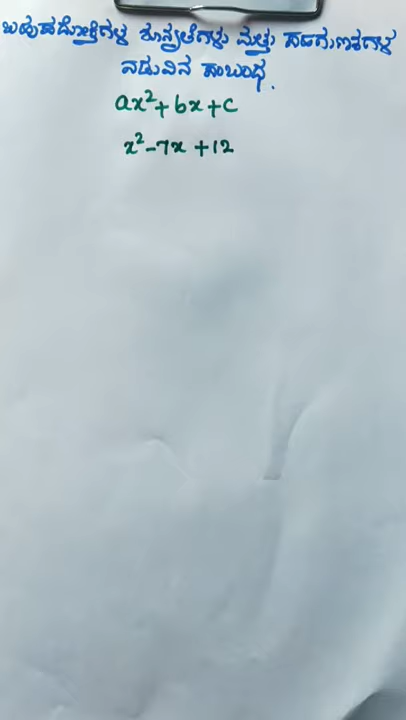 ಬಹುಪದೋಕ್ತಿಗಳ ಶೂನ್ಯತೆಗಳು ಮತ್ತು ಸಹಗುಣಕಗಳ
ನಡುವಿನ ಸಂಬಂಧ.
ax²+bx+c
x²-7x+12